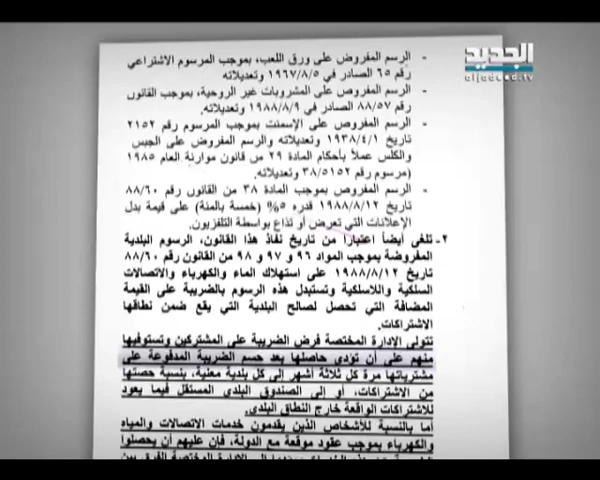 الجديد
aljadeed.tv
- الرسم المفروض على ورق اللعب، بموجب المرسوم الاشتراعي
رقم ٦٥ الصادر في ١٩٦٧/٨/٥ وتعديلاته.
- الرسم المفروض على المشروبات غير الروحية، بموجب القانون
رقم ٨٨/٥٧ الصادر في ١٩٨٨/٨/٩ وتعديلاته.
- الرسم المفروض على الإسمنت بموجب المرسوم رقم ٢١٥٢
تاريخ ١٩٣٨/٤/١ وتعديلاته والرسم المفروض على الجبس
والكلس عملاً بأحكام المادة ٢٩ من قانون موازنة العام ١٩٨٥
(مرسوم رقم ٣٨/٥١٥٢ وتعديلاته.
- الرسم المفروض بموجب المادة ٣٨ من القانون رقم ٨٨/٦٠
تاريخ ١٩٨٨/٨/١٢ قدره ٥% (خمسة بالمئة) على قيمة بدل
الإعلانات التي تعرض أو تذاع بواسطة التلفزيون.
٢- تلغى أيضاً اعتباراً من تاريخ نفاذ هذا القانون، الرسوم البلدية
المفروضة بموجب المواد ٩٦ و ٩٧ و ٩٨ من القانون رقم ٨٨/٦٠
تاريخ ١٩٨٨/٨/١٢ على استهلاك الماء والكهرباء والاتصالات
السلكية واللاسلكية وتستبدل هذه الرسوم بالضريبة على القيمة
المضافة التي تحصل لصالح البلدية التي يقع ضمن نطاقها
الاشتراكات.
تتولى الإدارة المختصة فرض الضريبة على المشتركين وتستوفيها
منهم على أن تؤدي حاصلها بعد حسم الضريبة المدفوعة على
مشترياتها مرة كل ثلاثة أشهر إلى كل بلدية معنية، بنسبة حصتها
من الاشتراكات، أو إلى الصندوق البلدي المستقل فيما يعود
للاشتراكات الواقعة خارج النطاق البلدي.
أما بالنسبة للأشخاص الذين يقدمون خدمات الاتصالات والمياه
والكهرباء بموجب عقود موقعة مع الدولة، فإن عليهم أن يحصلوا
الإدارة المختصة الفرق بين